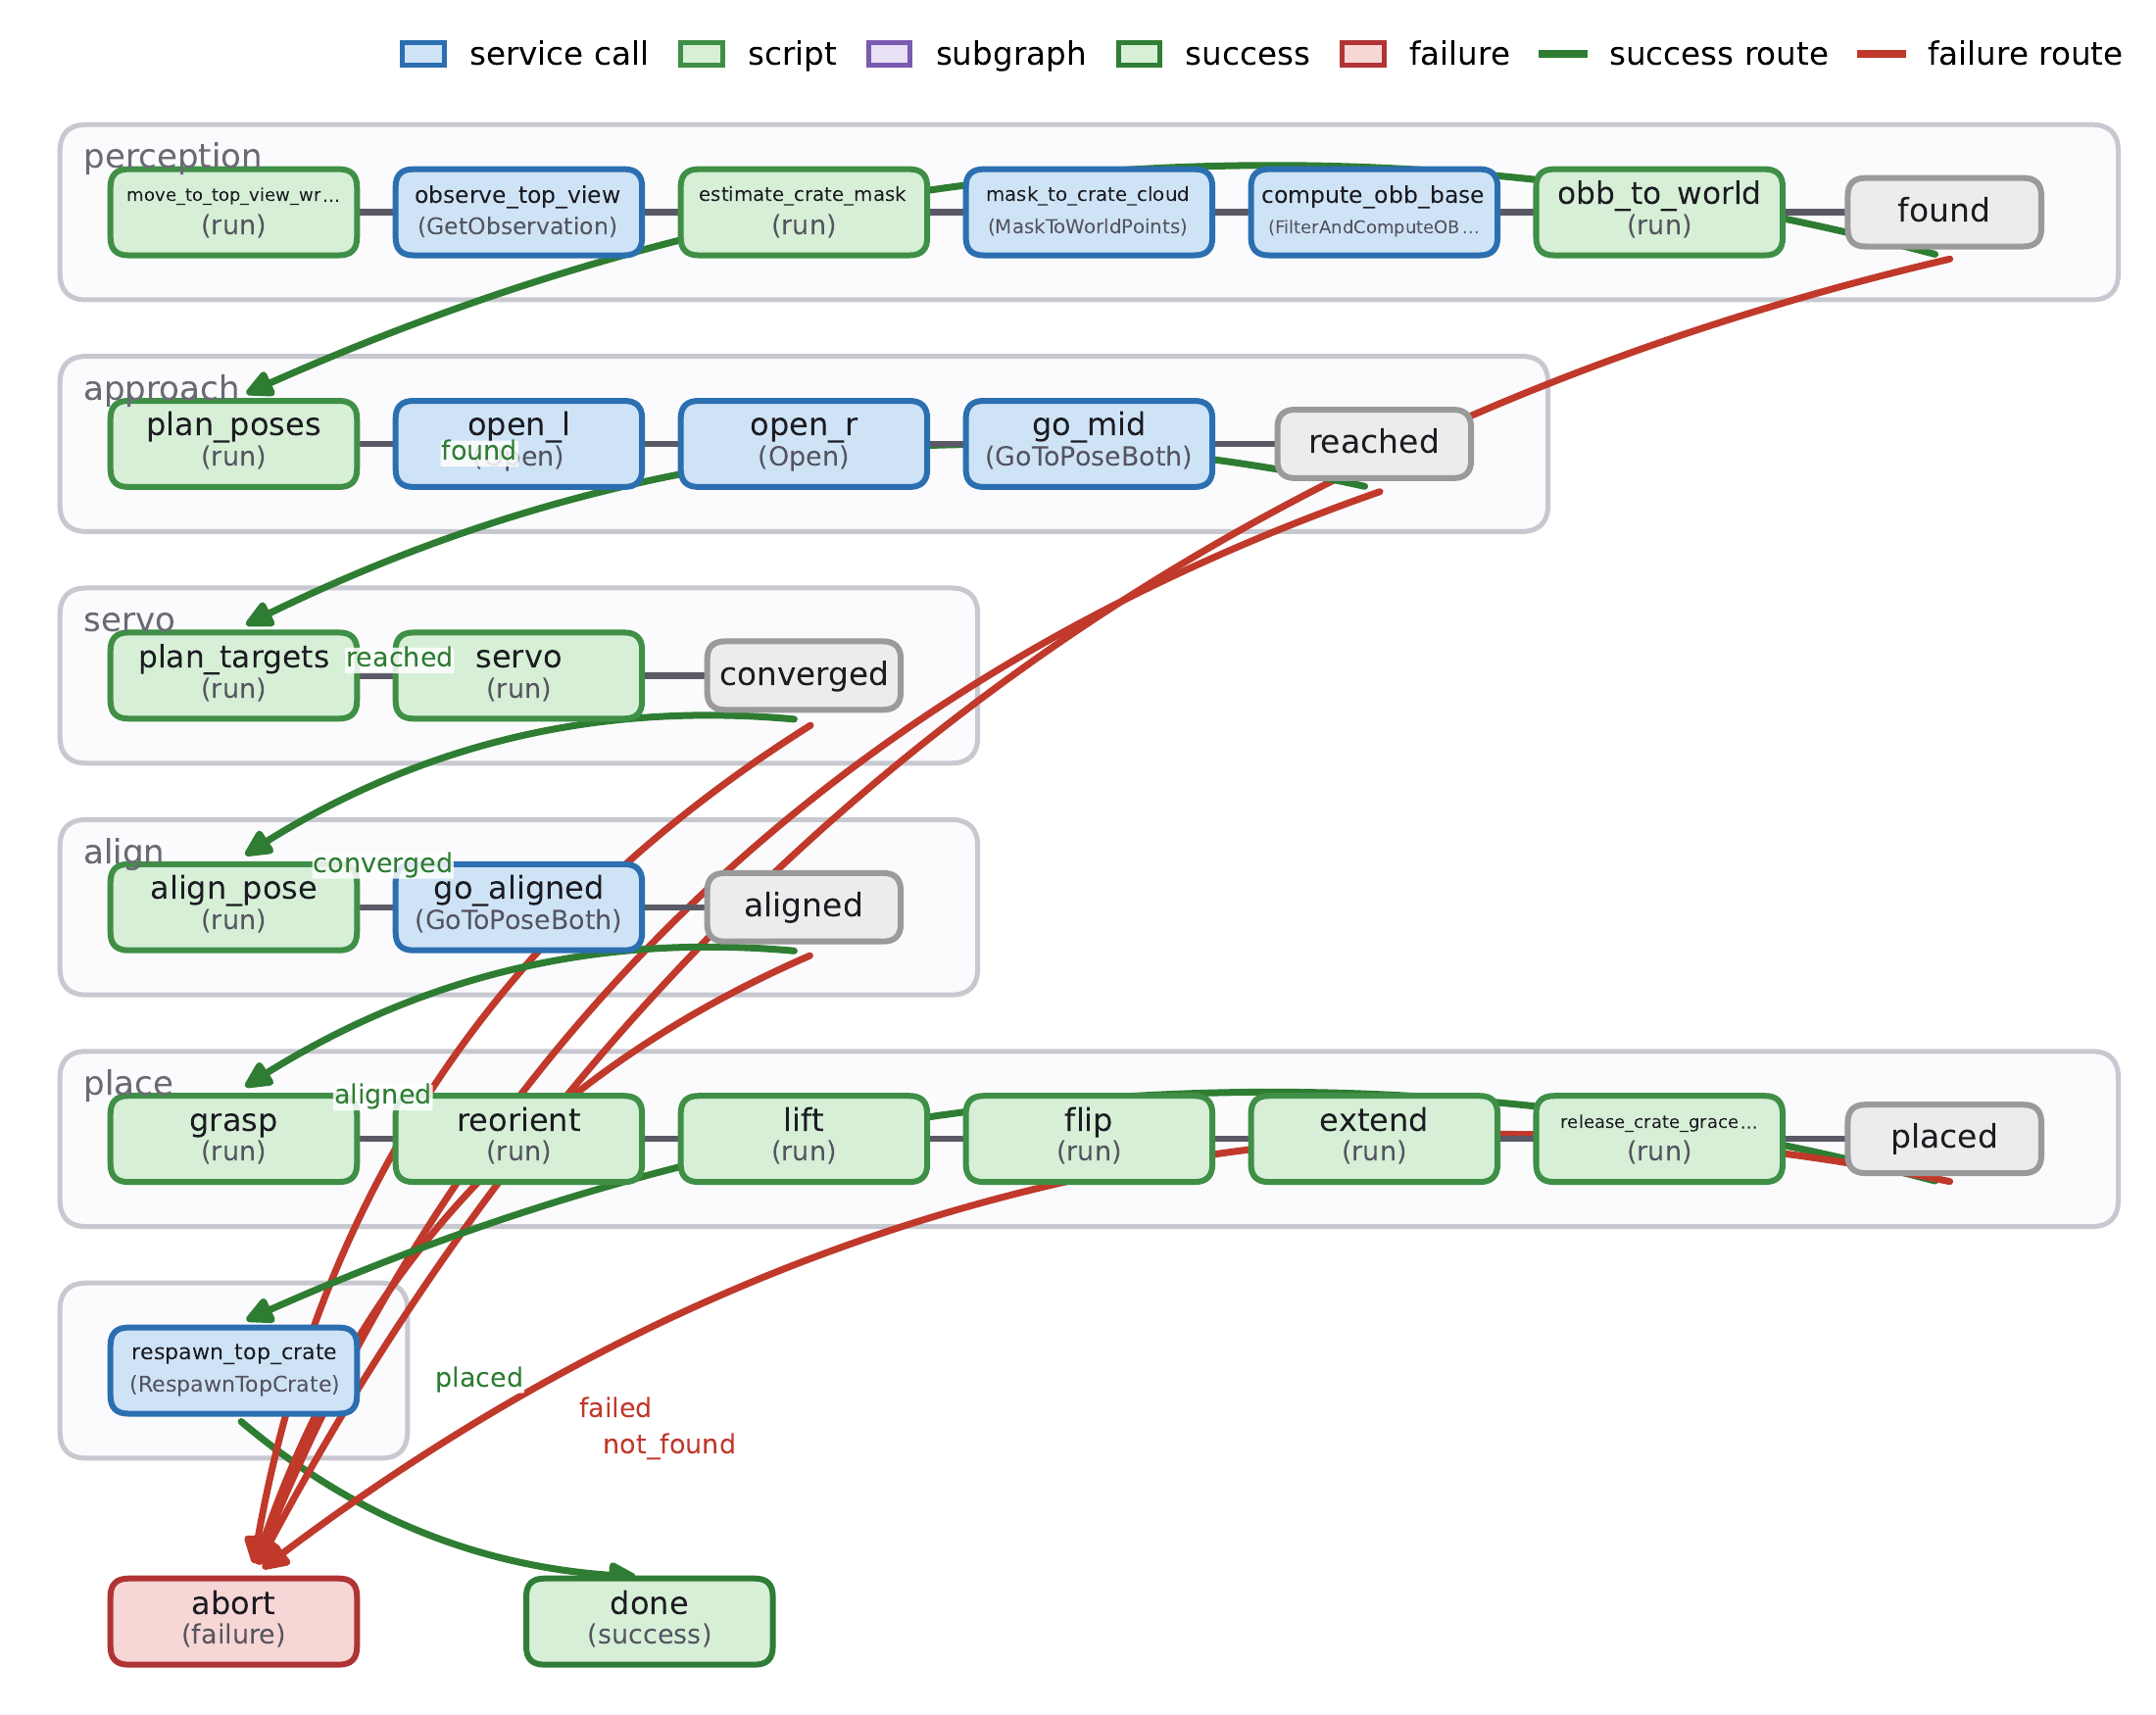 service call
script
subgraph
success
failure
success route
failure route
perception
move_to_top_view_wr...
(run)
observe_top_view
(GetObservation)
estimate_crate_mask
(run)
mask_to_crate_cloud
(MaskToWorldPoints)
compute_obb_base
(FilterAndComputeOB...
obb_to_world
(run)
found
approach
plan_poses
(run)
open_l
(Open)
found
open_r
(Open)
go_mid
(GoToPoseBoth)
reached
servo
plan_targets
(run)
reached
servo
(run)
converged
align
converged
align_pose
(run)
go_aligned
(GoToPoseBoth)
aligned
place
aligned
grasp
(run)
reorient
(run)
lift
(run)
flip
(run)
extend
(run)
release_crate_grace...
(run)
placed
respawn_top_crate
(RespawnTopCrate)
placed
failed
not_found
abort
(failure)
done
(success)